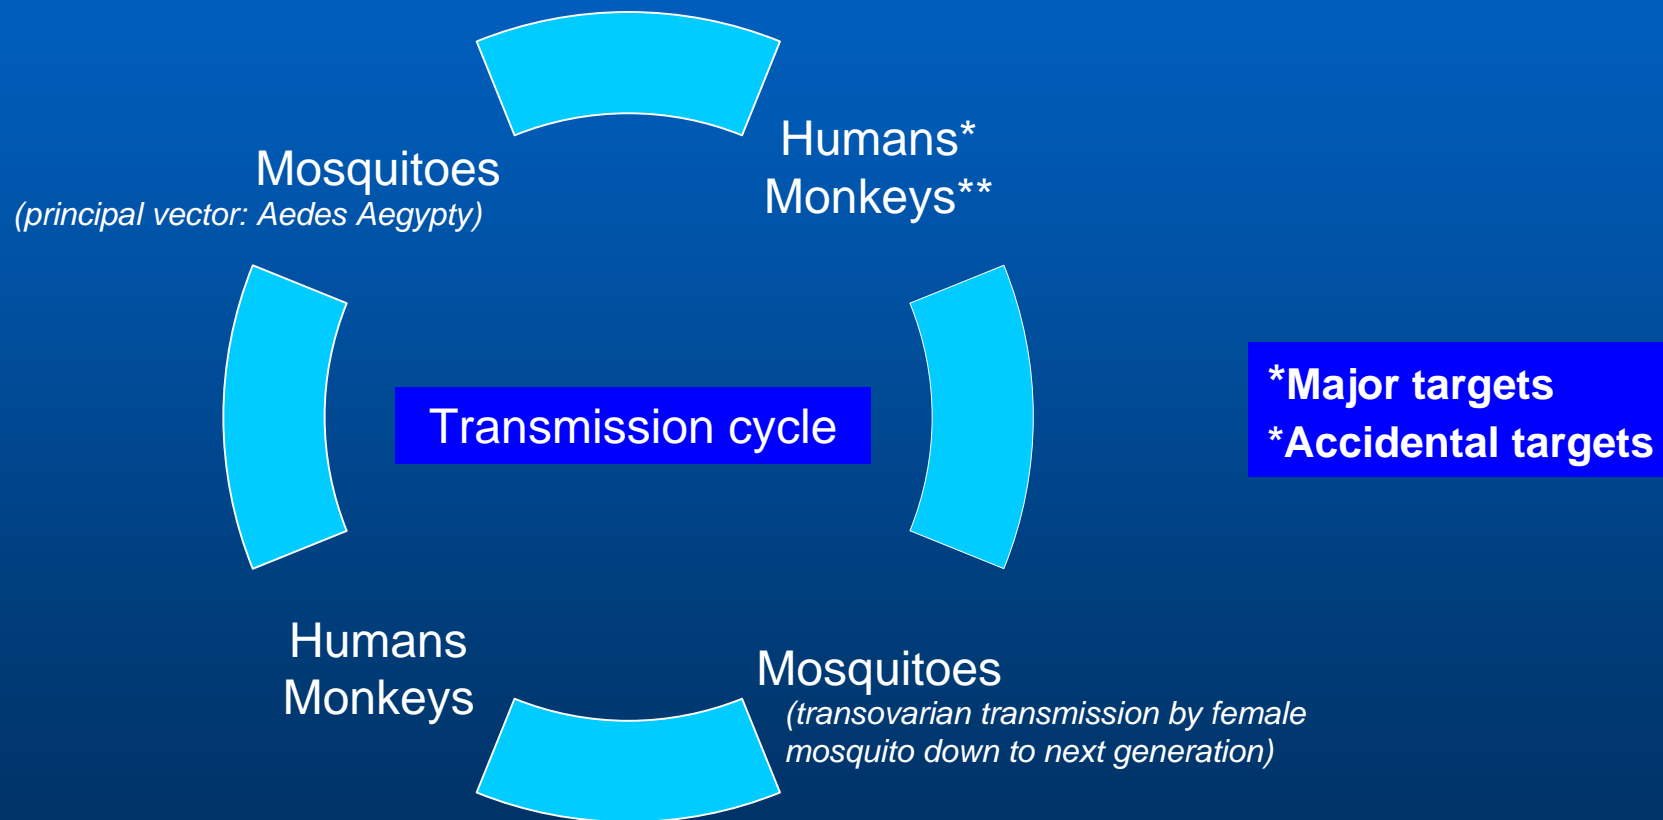 Humans*
Monkeys**
Mosquitoes
(principal vector: Aedes Aegypty)
Transmission cycle
*Major targets
*Accidental targets
Humans
Monkeys
Mosquitoes
(transovarian transmission by female
mosquito down to next generation)